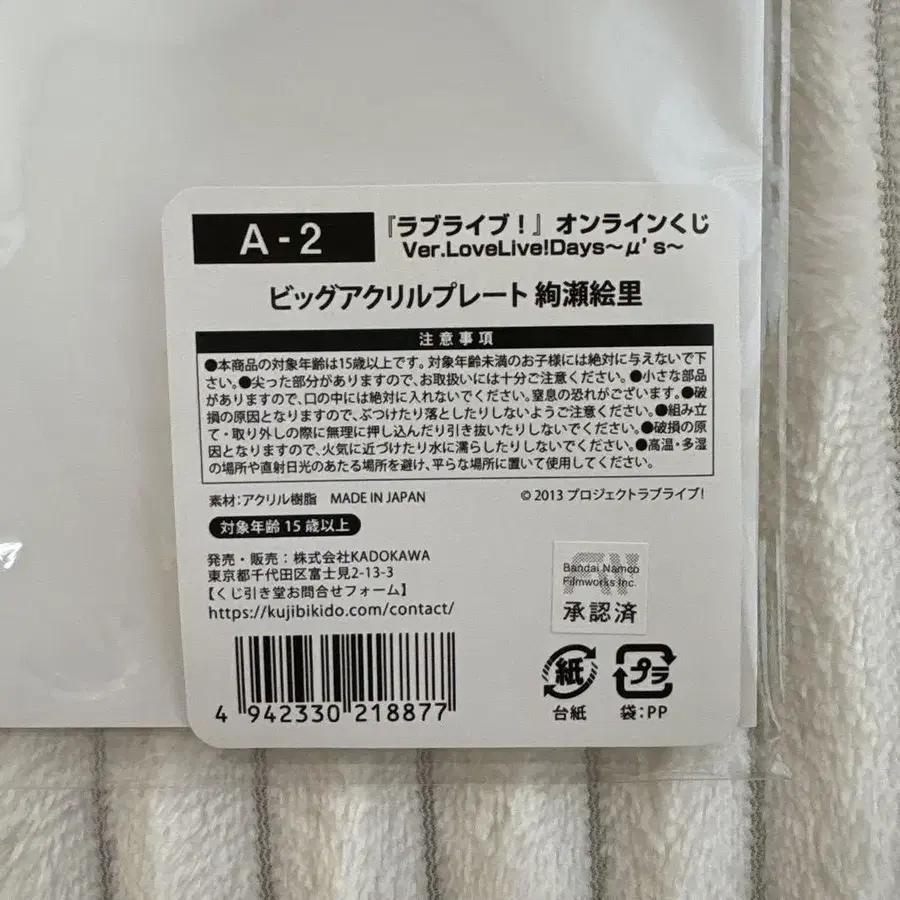 A-2
『ラブライブ！』オンラインくじ
Ver.LoveLive!Days～μ's～
ビッグアクリルプレート 絢瀬絵里
注意事項
●本商品の対象年齢は15歳以上です。対象年齢未満のお子様には絶対に与えないで下
さい。●尖った部分がありますので、お取扱いには十分ご注意ください。●小さな部品
がありますので、口の中には絶対に入れないでください。窒息の恐れがございます。●破
損の原因となりますので、ぶつけたり落としたりしないようご注意ください。●組み立
て・取り外しの際に無理に押し込んだり引き抜いたりしないでください。●破損の原
因となりますので、火気に近づけたり水に濡らしたりしないでください。●高温・多湿
の場所や直射日光のあたる場所を避け、平らな場所に置いて使用してください。
素材：アクリル樹脂 MADE IN JAPAN
©2013 プロジェクトラブライブ！
対象年齢 15 歳以上
発売・販売：株式会社KADOKAWA
東京都千代田区富士見2-13-3
【くじ引き堂お問合せフォーム】
https://kujibikido.com/contact/
Bandai Namco
Filmworks Inc.
承認済
4 942330 218877
紙
プラ
台紙
袋：PP